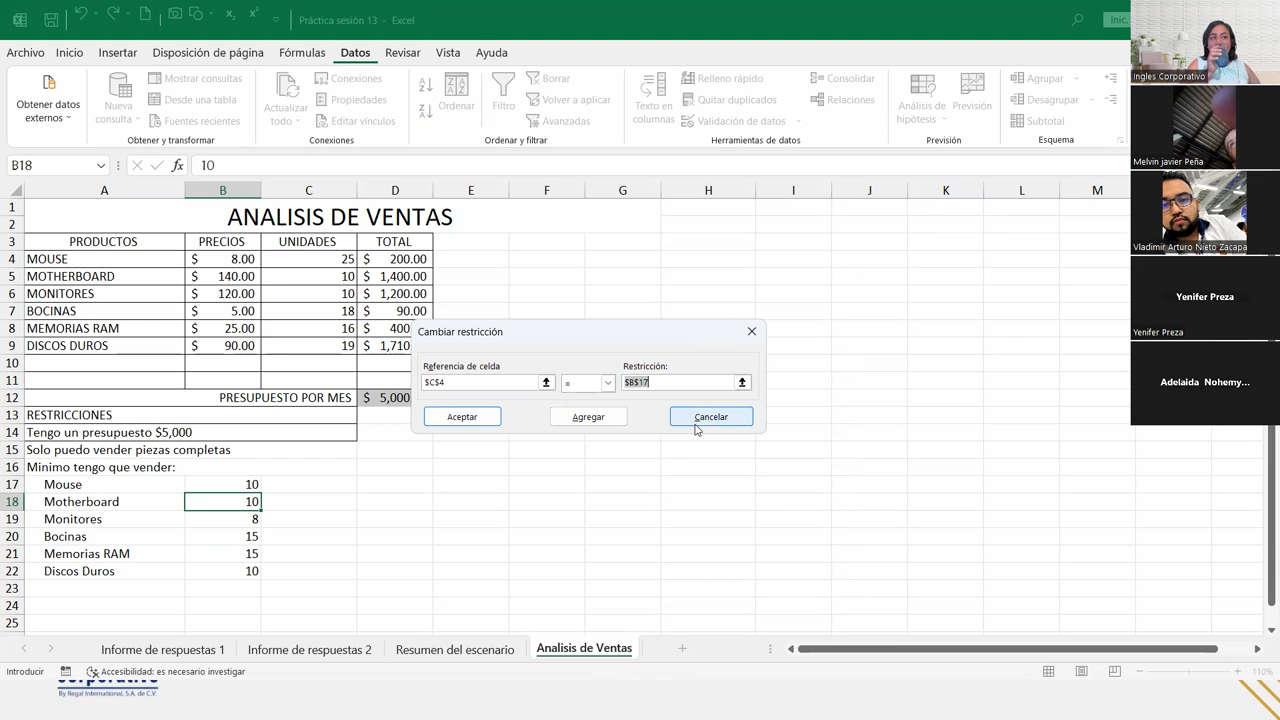 Práctica sesión 13 - Excel
Inic
Archivo Inicio Insertar Disposición de página Fórmulas Datos Revisar Vista Ayuda
Obtener datos externos
Nueva consulta
Mostrar consultas
Desde una tabla
Fuentes recientes
Obtener y transformar
Actualizar todo
Conexiones
Propiedades
Editar vínculos
Conexiones
Ordenar
Filtro
Volver a aplicar
Avanzadas
Ordenar y filtrar
Texto en columnas
Relleno rápido
Quitar duplicados
Validación de datos
Consolidar
Relaciones
Herramientas de datos
Análisis de hipótesis
Previsión
Previsión
Agrupar
Desagrupar
Subtotal
Esquema
B18 fx 10
A B C D E F G H I J K L M
1
2 ANALISIS DE VENTAS
3 PRODUCTOS PRECIOS UNIDADES TOTAL
4 MOUSE $ 8.00 25 $ 200.00
5 MOTHERBOARD $ 140.00 10 $ 1,400.00
6 MONITORES $ 120.00 10 $ 1,200.00
7 BOCINAS $ 5.00 18 $ 90.00
8 MEMORIAS RAM $ 25.00 16 $ 400
9 DISCOS DUROS $ 90.00 19 $ 1,710
10
11
12 PRESUPUESTO POR MES $ 5,000
13 RESTRICCIONES
14 Tengo un presupuesto $5,000
15 Solo puedo vender piezas completas
16 Minimo tengo que vender:
17 Mouse 10
18 Motherboard 10
19 Monitores 8
20 Bocinas 15
21 Memorias RAM 15
22 Discos Duros 10
23
24
25
Cambiar restricción
Referencia de celda Restricción:
$C$4 = $B$17
Aceptar Agregar Cancelar
Informe de respuestas 1 Informe de respuestas 2 Resumen del escenario Analisis de Ventas
Introducir Accesibilidad: es necesario investigar 110%
corporativo
By Regal International, S.A. de C.V.
Ingles Corporativo
Melvin javier Peña
Vladimir Arturo Nieto Zacapa
Yenifer Preza
Yenifer Preza
Adelaida Nohemy...